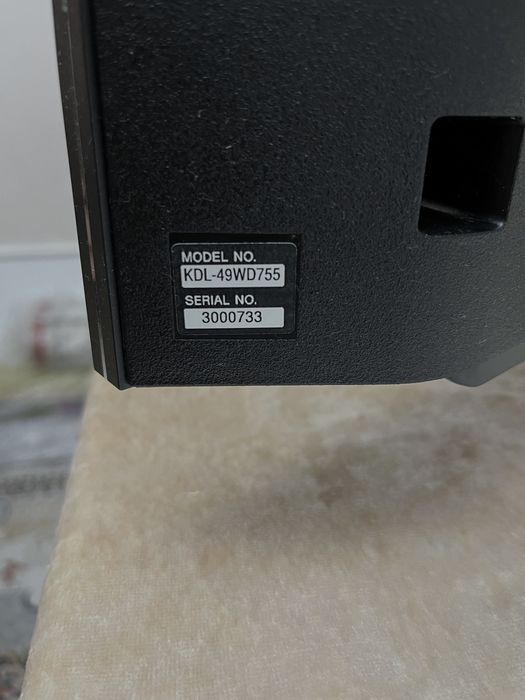 MODEL NO.
KDL-49WD755
SERIAL NO.
3000733